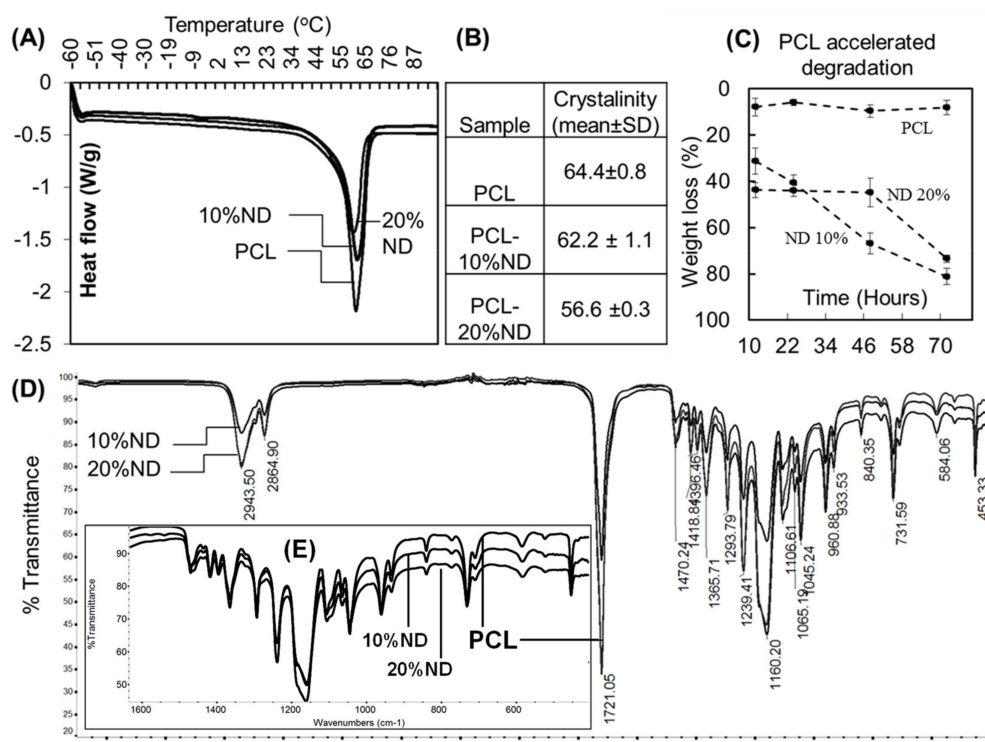 (A)
Temperature (°C)
-60 -51 -40 -30 -19 -9 2 13 23 34 44 55 65 76 87
0
-0.5
-1
-1.5
-2
-2.5
Heat flow (W/g)
10%ND
20%
ND
PCL
(B)
Sample
Crystalinity
(mean±SD)
PCL
64.4±0.8
PCL-
10%ND
62.2 ± 1.1
PCL-
20%ND
56.6 ±0.3
(C)
PCL accelerated
degradation
0
20
40
60
80
100
Weight loss (%)
PCL
ND 20%
ND 10%
Time (Hours)
10 22 34 46 58 70
(D)
100
95
90
85
80
75
70
65
60
55
50
45
40
35
30
25
20
% Transmittance
10%ND
20%ND
2943.50
2864.90
1721.05
1470.24
1418.84
1396.46
1365.71
1293.79
1239.41
1160.20
1106.61
1065.19
1045.24
960.88
933.53
840.35
731.59
584.06
453.33
(E)
90
80
70
60
50
%Transmittance
10%ND
20%ND
PCL
1600 1400 1200 1000 800 600
Wavenumbers (cm-1)